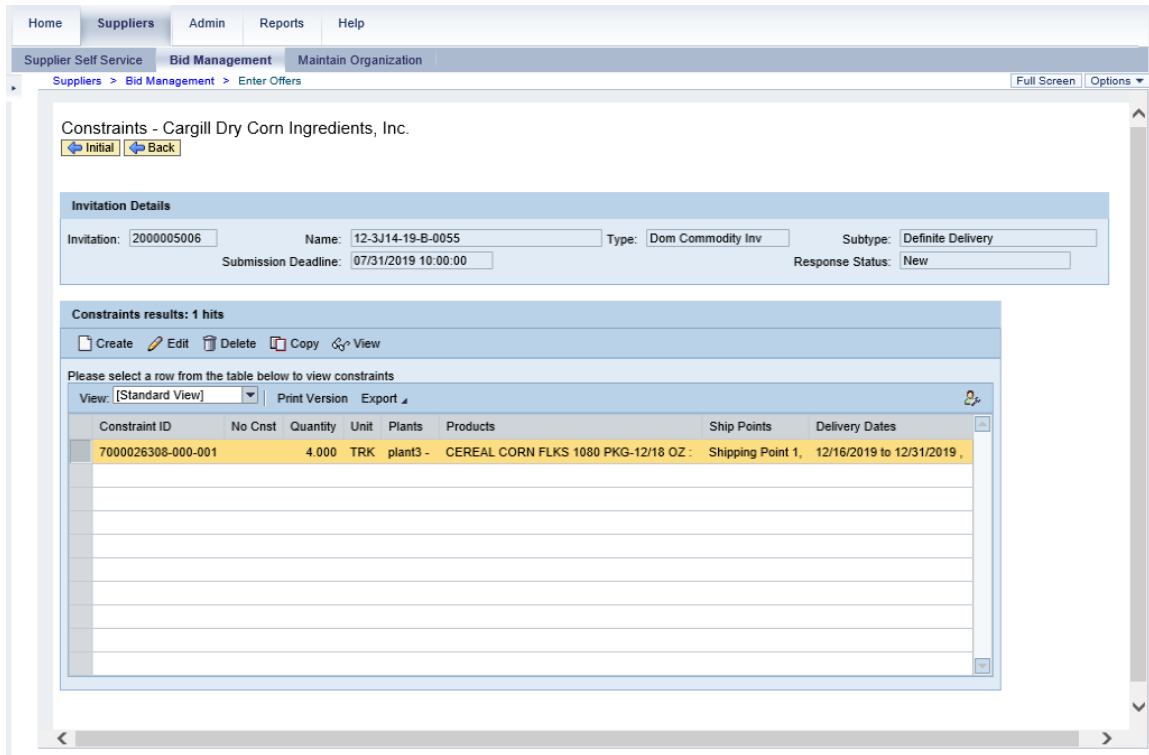 Home Suppliers Admin Reports Help
Supplier Self Service Bid Management Maintain Organization
Suppliers > Bid Management > Enter Offers Full Screen Options
Constraints - Cargill Dry Corn Ingredients, Inc.
Initial Back
Invitation Details
Invitation: 2000005006 Name: 12-3J14-19-B-0055 Type: Dom Commodity Inv Subtype: Definite Delivery
Submission Deadline: 07/31/2019 10:00:00 Response Status: New
Constraints results: 1 hits
Create Edit Delete Copy View
Please select a row from the table below to view constraints
View: [Standard View] Print Version Export
Constraint ID No Cnst Quantity Unit Plants Products Ship Points Delivery Dates
7000026308-000-001 4.000 TRK plant3 - CEREAL CORN FLKS 1080 PKG-12/18 OZ : Shipping Point 1, 12/16/2019 to 12/31/2019 ,